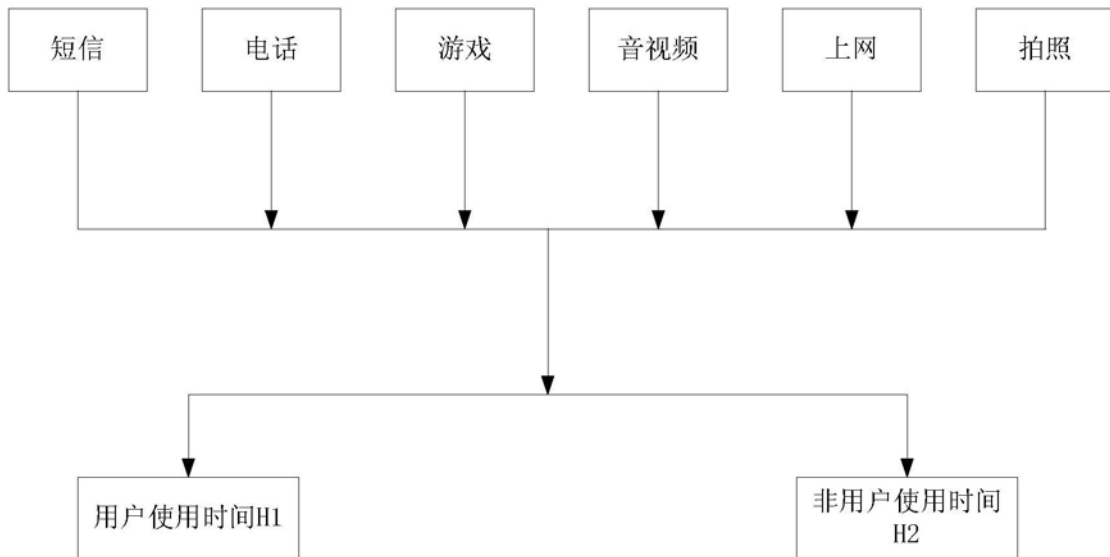 短信
电话
游戏
音视频
上网
拍照
用户使用时间H1
非用户使用时间
H2